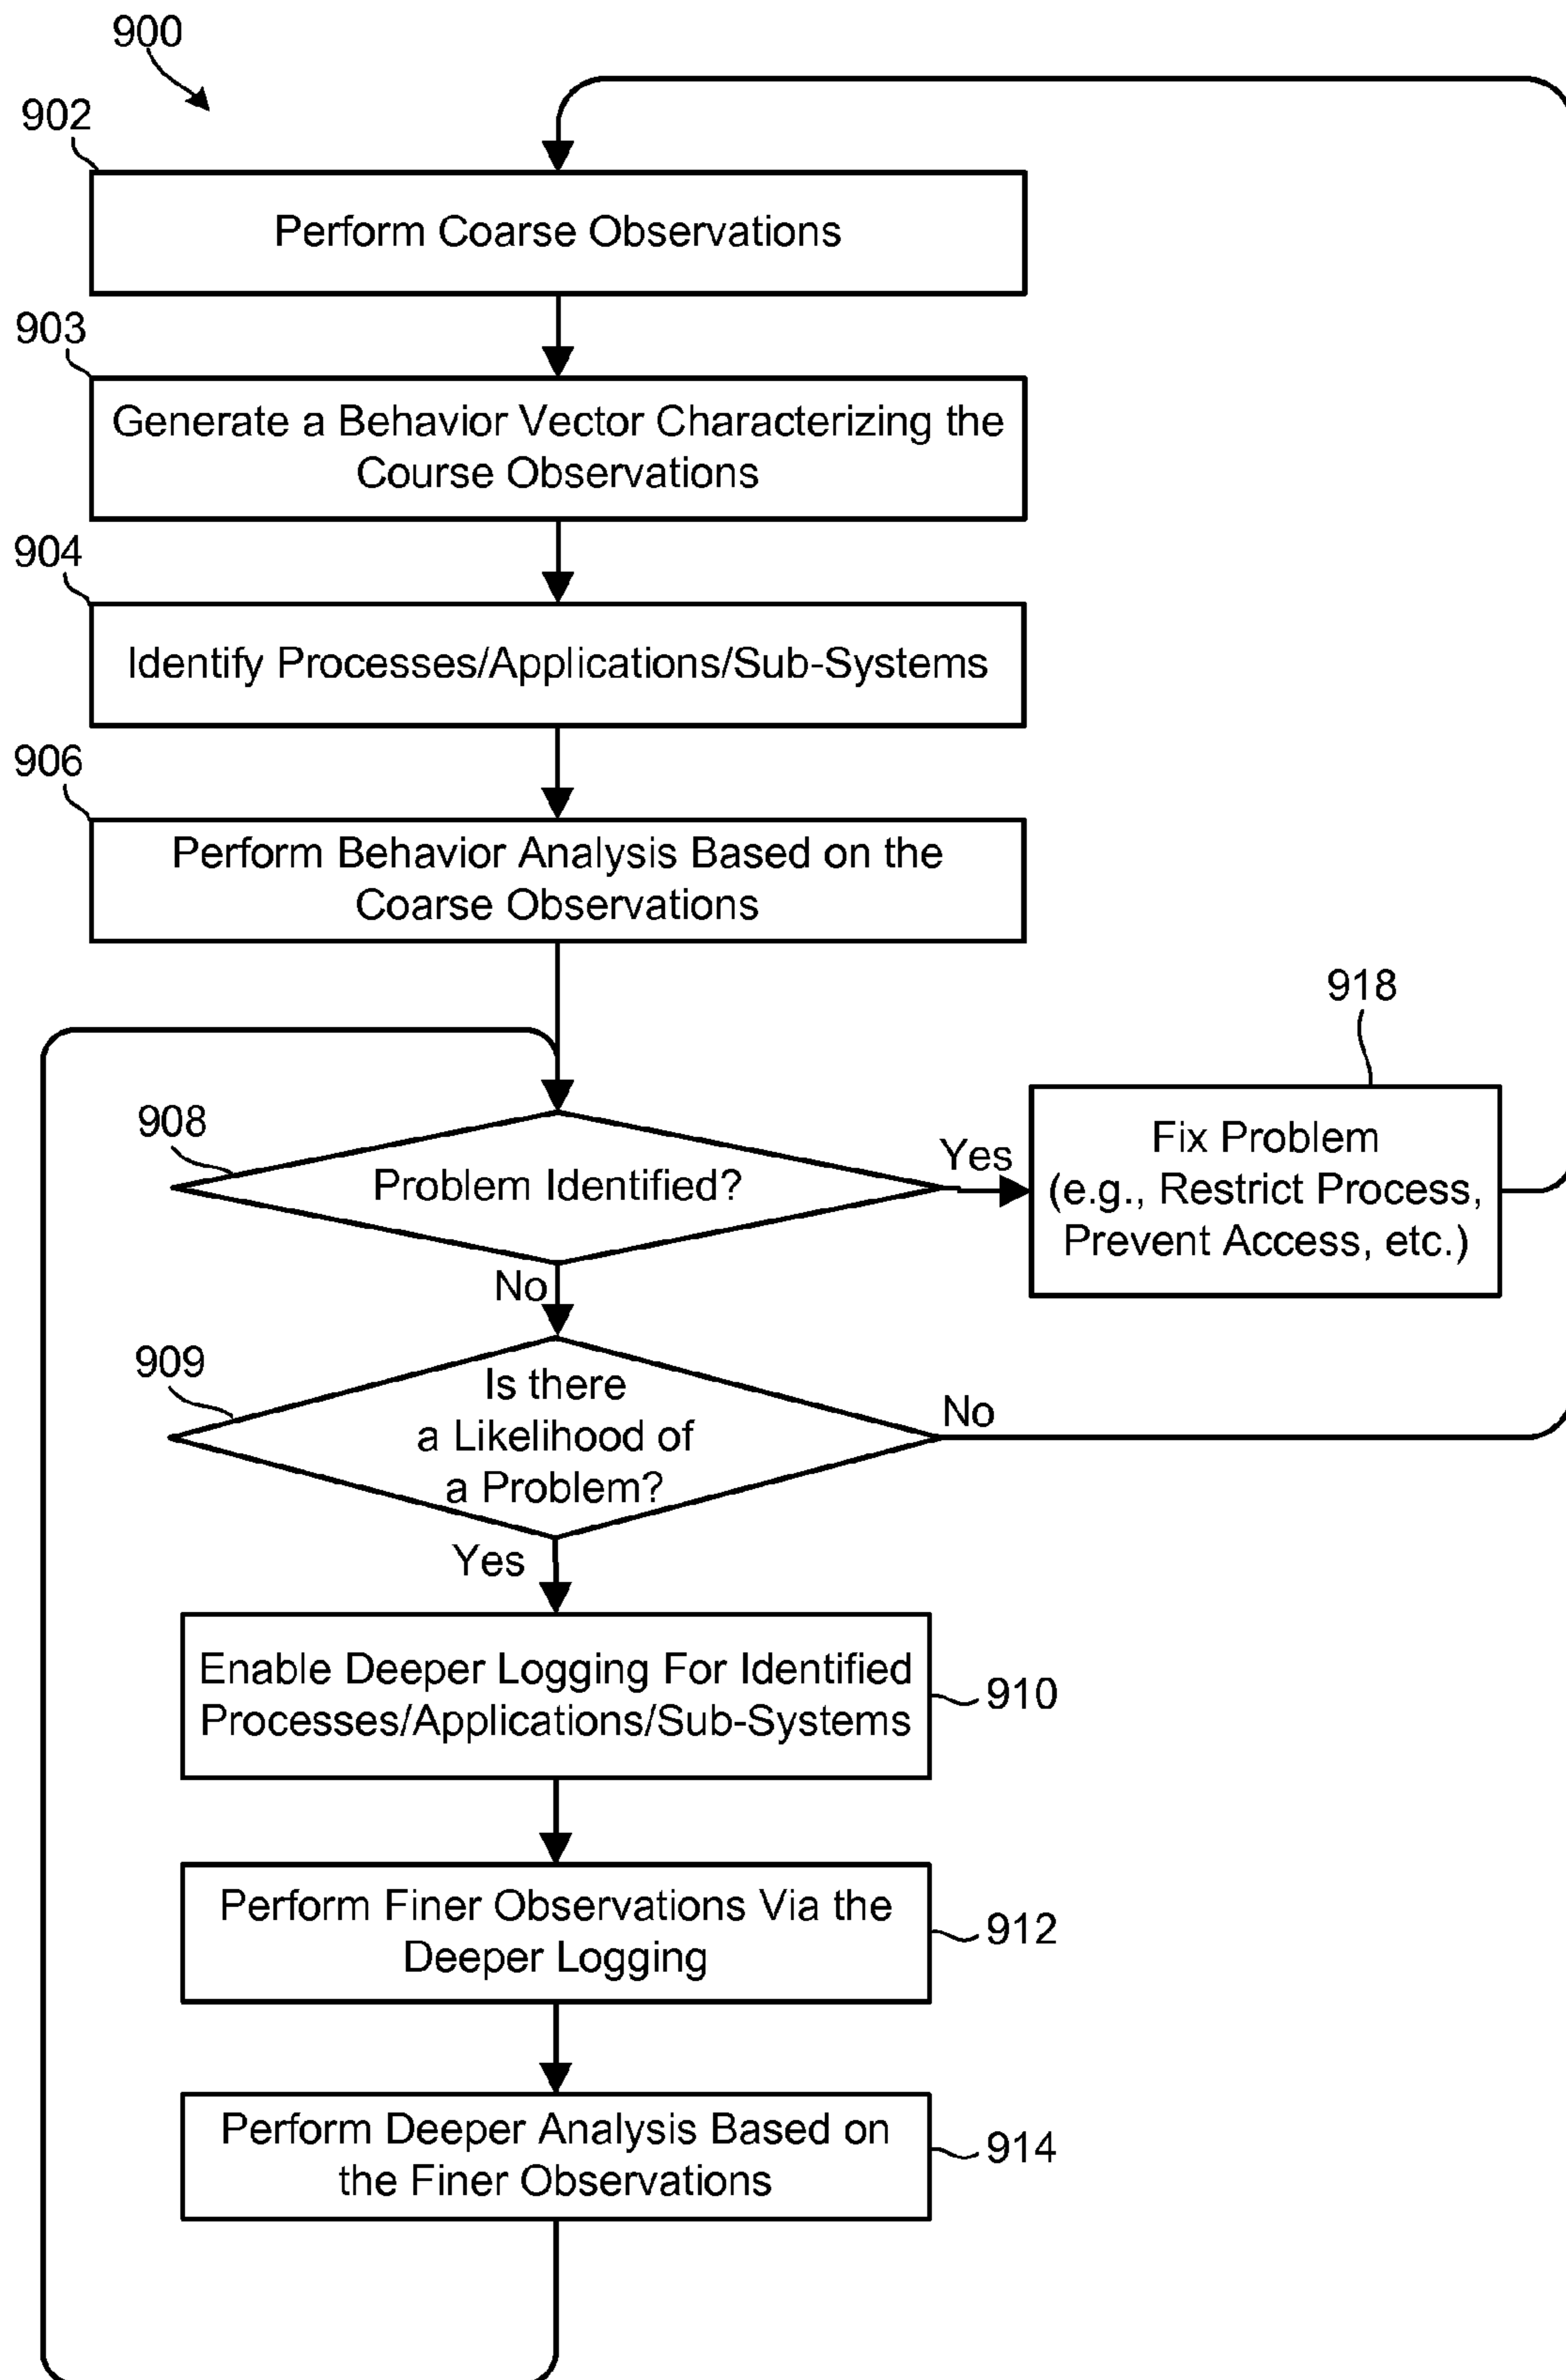 900
902
Perform Coarse Observations
903
Generate a Behavior Vector Characterizing the
Course Observations
904
Identify Processes/Applications/Sub-Systems
906
Perform Behavior Analysis Based on the
Coarse Observations
918
908
Problem Identified?
Yes
Fix Problem
(e.g., Restrict Process,
Prevent Access, etc.)
No
909
Is there
a Likelihood of
a Problem?
No
Yes
Enable Deeper Logging For Identified
Processes/Applications/Sub-Systems
910
Perform Finer Observations Via the
Deeper Logging
912
Perform Deeper Analysis Based on
the Finer Observations
914